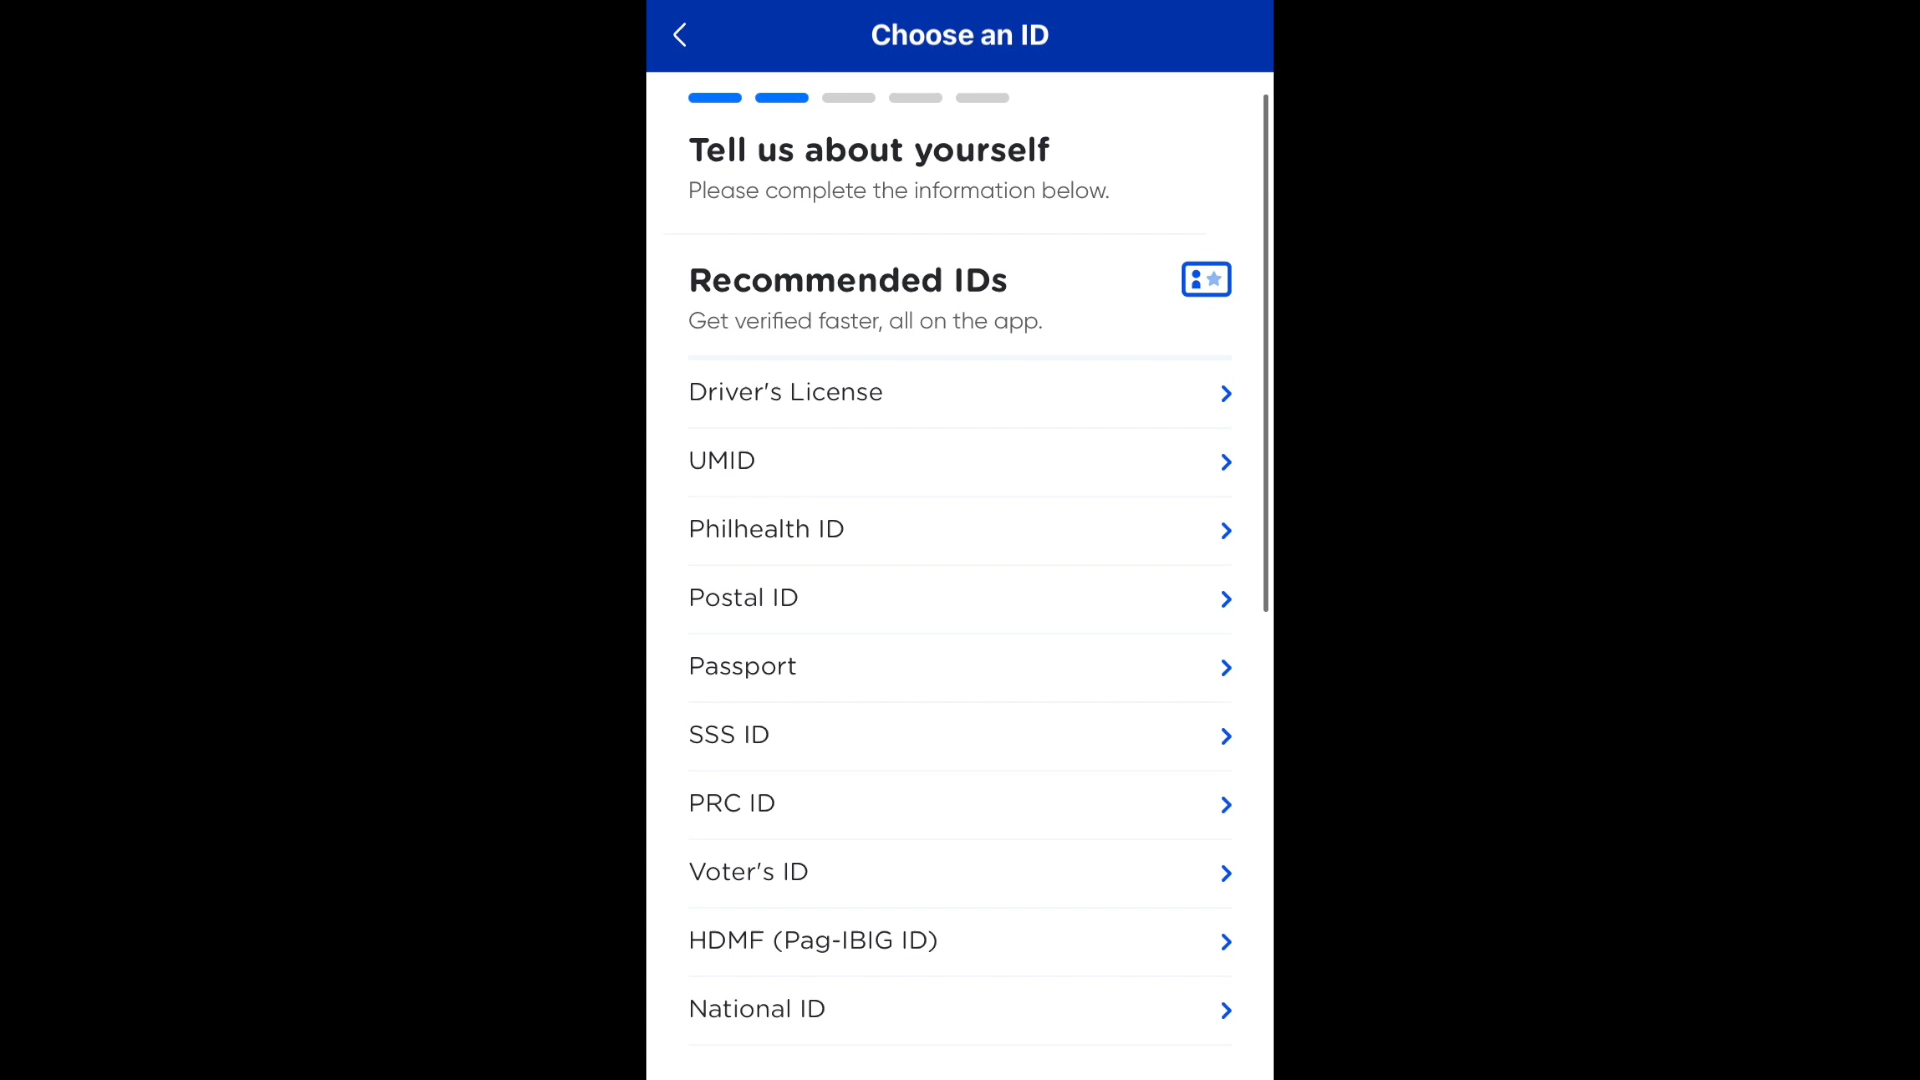 Choose an ID
Tell us about yourself
Please complete the information below.
Recommended IDs
Get verified faster, all on the app.
Driver's License
UMID
Philhealth ID
Postal ID
Passport
SSS ID
PRC ID
Voter's ID
HDMF (Pag-IBIG ID)
National ID